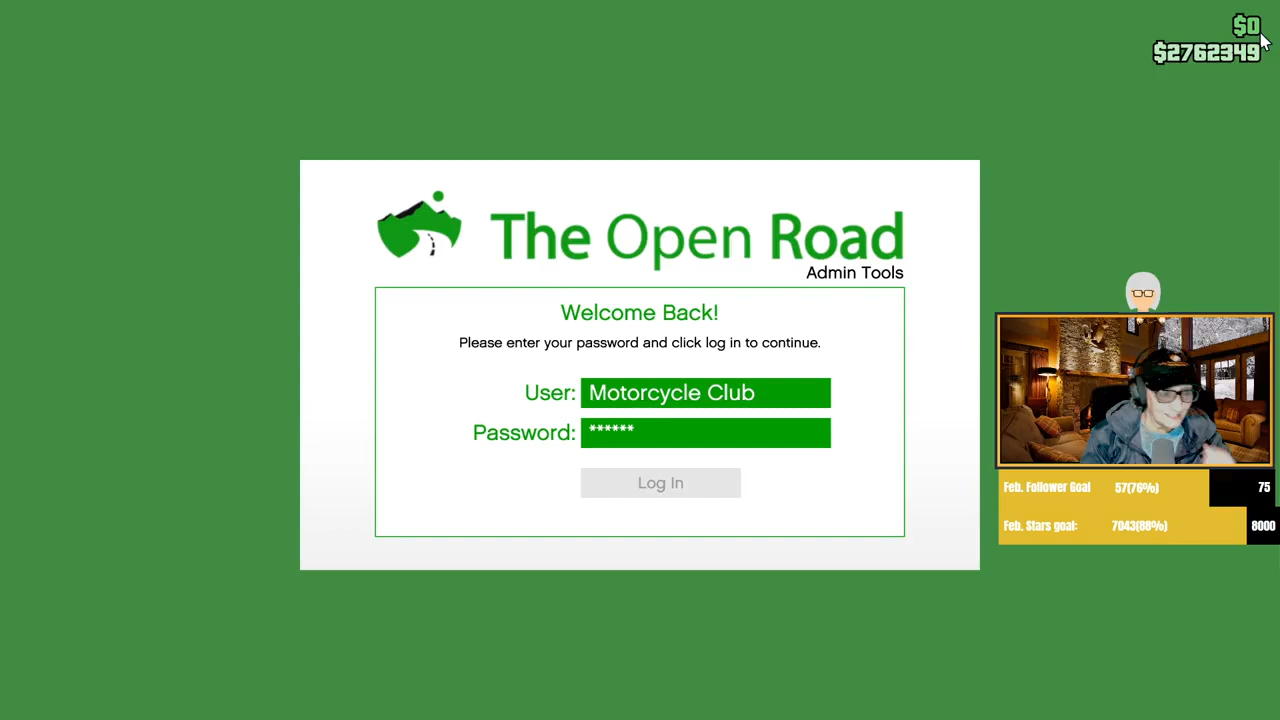 $0
$2762349
The Open Road
Admin Tools
Welcome Back!
Please enter your password and click log in to continue.
User: Motorcycle Club
Password: ******
Log In
Feb. Follower Goal 57(76%) 75
Feb. Stars goal: 7043(88%) 8000